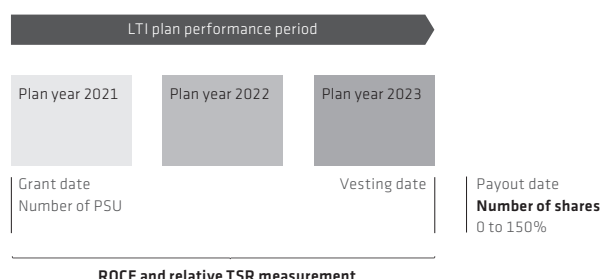 LTI plan performance period
Plan year 2021
Plan year 2022
Plan year 2023
Grant date
Number of PSU
Vesting date
Payout date
Number of shares
0 to 150%
ROCE and relative TSR measurement